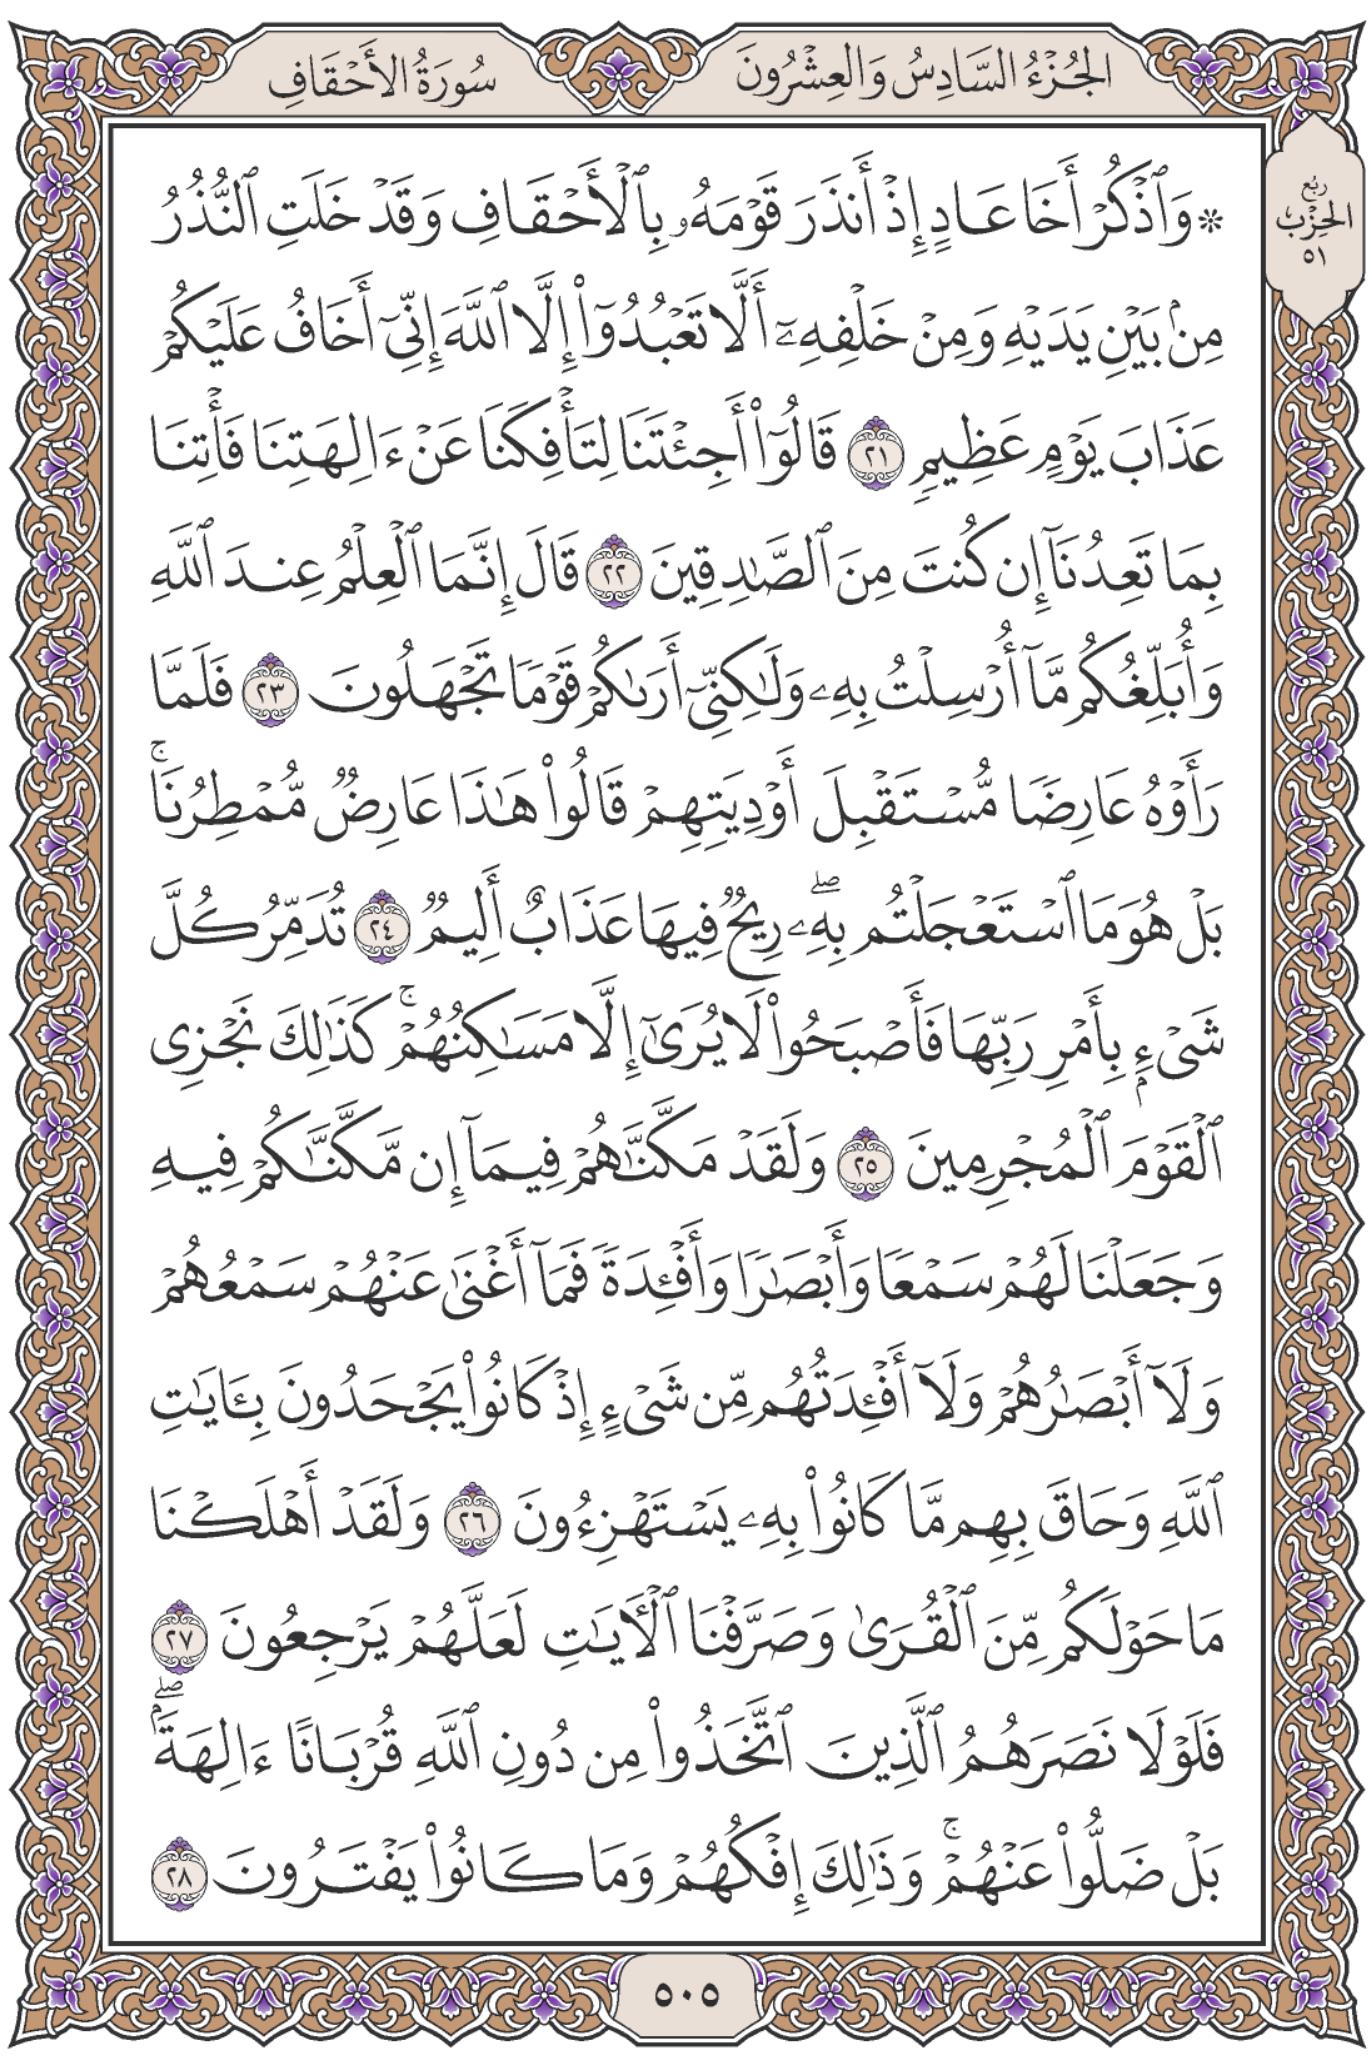 الجُزْءُ السَّادِسُ وَالعِشْرُونَ
سُورَةُ الأَحْقَافِ
رُبُع
الحِزْب
٥١
۞ وَٱذْكُرْ أَخَا عَادٍ إِذْ أَنذَرَ قَوْمَهُۥ بِٱلْأَحْقَافِ وَقَدْ خَلَتِ ٱلنُّذُرُ
مِنۢ بَيْنِ يَدَيْهِ وَمِنْ خَلْفِهِۦٓ أَلَّا تَعْبُدُوٓا۟ إِلَّا ٱللَّهَ إِنِّىٓ أَخَافُ عَلَيْكُمْ
عَذَابَ يَوْمٍ عَظِيمٍ ٢١ قَالُوٓا۟ أَجِئْتَنَا لِتَأْفِكَنَا عَنْ ءَالِهَتِنَا فَأْتِنَا
بِمَا تَعِدُنَآ إِن كُنتَ مِنَ ٱلصَّـٰدِقِينَ ٢٢ قَالَ إِنَّمَا ٱلْعِلْمُ عِندَ ٱللَّهِ
وَأُبَلِّغُكُم مَّآ أُرْسِلْتُ بِهِۦ وَلَـٰكِنِّىٓ أَرَىٰكُمْ قَوْمًا تَجْهَلُونَ ٢٣ فَلَمَّا
رَأَوْهُ عَارِضًا مُّسْتَقْبِلَ أَوْدِيَتِهِمْ قَالُوا۟ هَـٰذَا عَارِضٌ مُّمْطِرُنَا ۚ
بَلْ هُوَ مَا ٱسْتَعْجَلْتُم بِهِۦ ۖ رِيحٌ فِيهَا عَذَابٌ أَلِيمٌ ٢٤ تُدَمِّرُ كُلَّ
شَىْءٍۭ بِأَمْرِ رَبِّهَا فَأَصْبَحُوا۟ لَا يُرَىٰٓ إِلَّا مَسَـٰكِنُهُمْ ۚ كَذَٰلِكَ نَجْزِى
ٱلْقَوْمَ ٱلْمُجْرِمِينَ ٢٥ وَلَقَدْ مَكَّنَّـٰهُمْ فِيمَآ إِن مَّكَّنَّـٰكُمْ فِيهِ
وَجَعَلْنَا لَهُمْ سَمْعًا وَأَبْصَـٰرًا وَأَفْـِٔدَةً فَمَآ أَغْنَىٰ عَنْهُمْ سَمْعُهُمْ
وَلَآ أَبْصَـٰرُهُمْ وَلَآ أَفْـِٔدَتُهُم مِّن شَىْءٍ إِذْ كَانُوا۟ يَجْحَدُونَ بِـَٔايَـٰتِ
ٱللَّهِ وَحَاقَ بِهِم مَّا كَانُوا۟ بِهِۦ يَسْتَهْزِءُونَ ٢٦ وَلَقَدْ أَهْلَكْنَا
مَا حَوْلَكُم مِّنَ ٱلْقُرَىٰ وَصَرَّفْنَا ٱلْـَٔايَـٰتِ لَعَلَّهُمْ يَرْجِعُونَ ٢٧
فَلَوْلَا نَصَرَهُمُ ٱلَّذِينَ ٱتَّخَذُوا۟ مِن دُونِ ٱللَّهِ قُرْبَانًا ءَالِهَةًۢ ۖ
بَلْ ضَلُّوا۟ عَنْهُمْ ۚ وَذَٰلِكَ إِفْكُهُمْ وَمَا كَانُوا۟ يَفْتَرُونَ ٢٨
٥٠٥